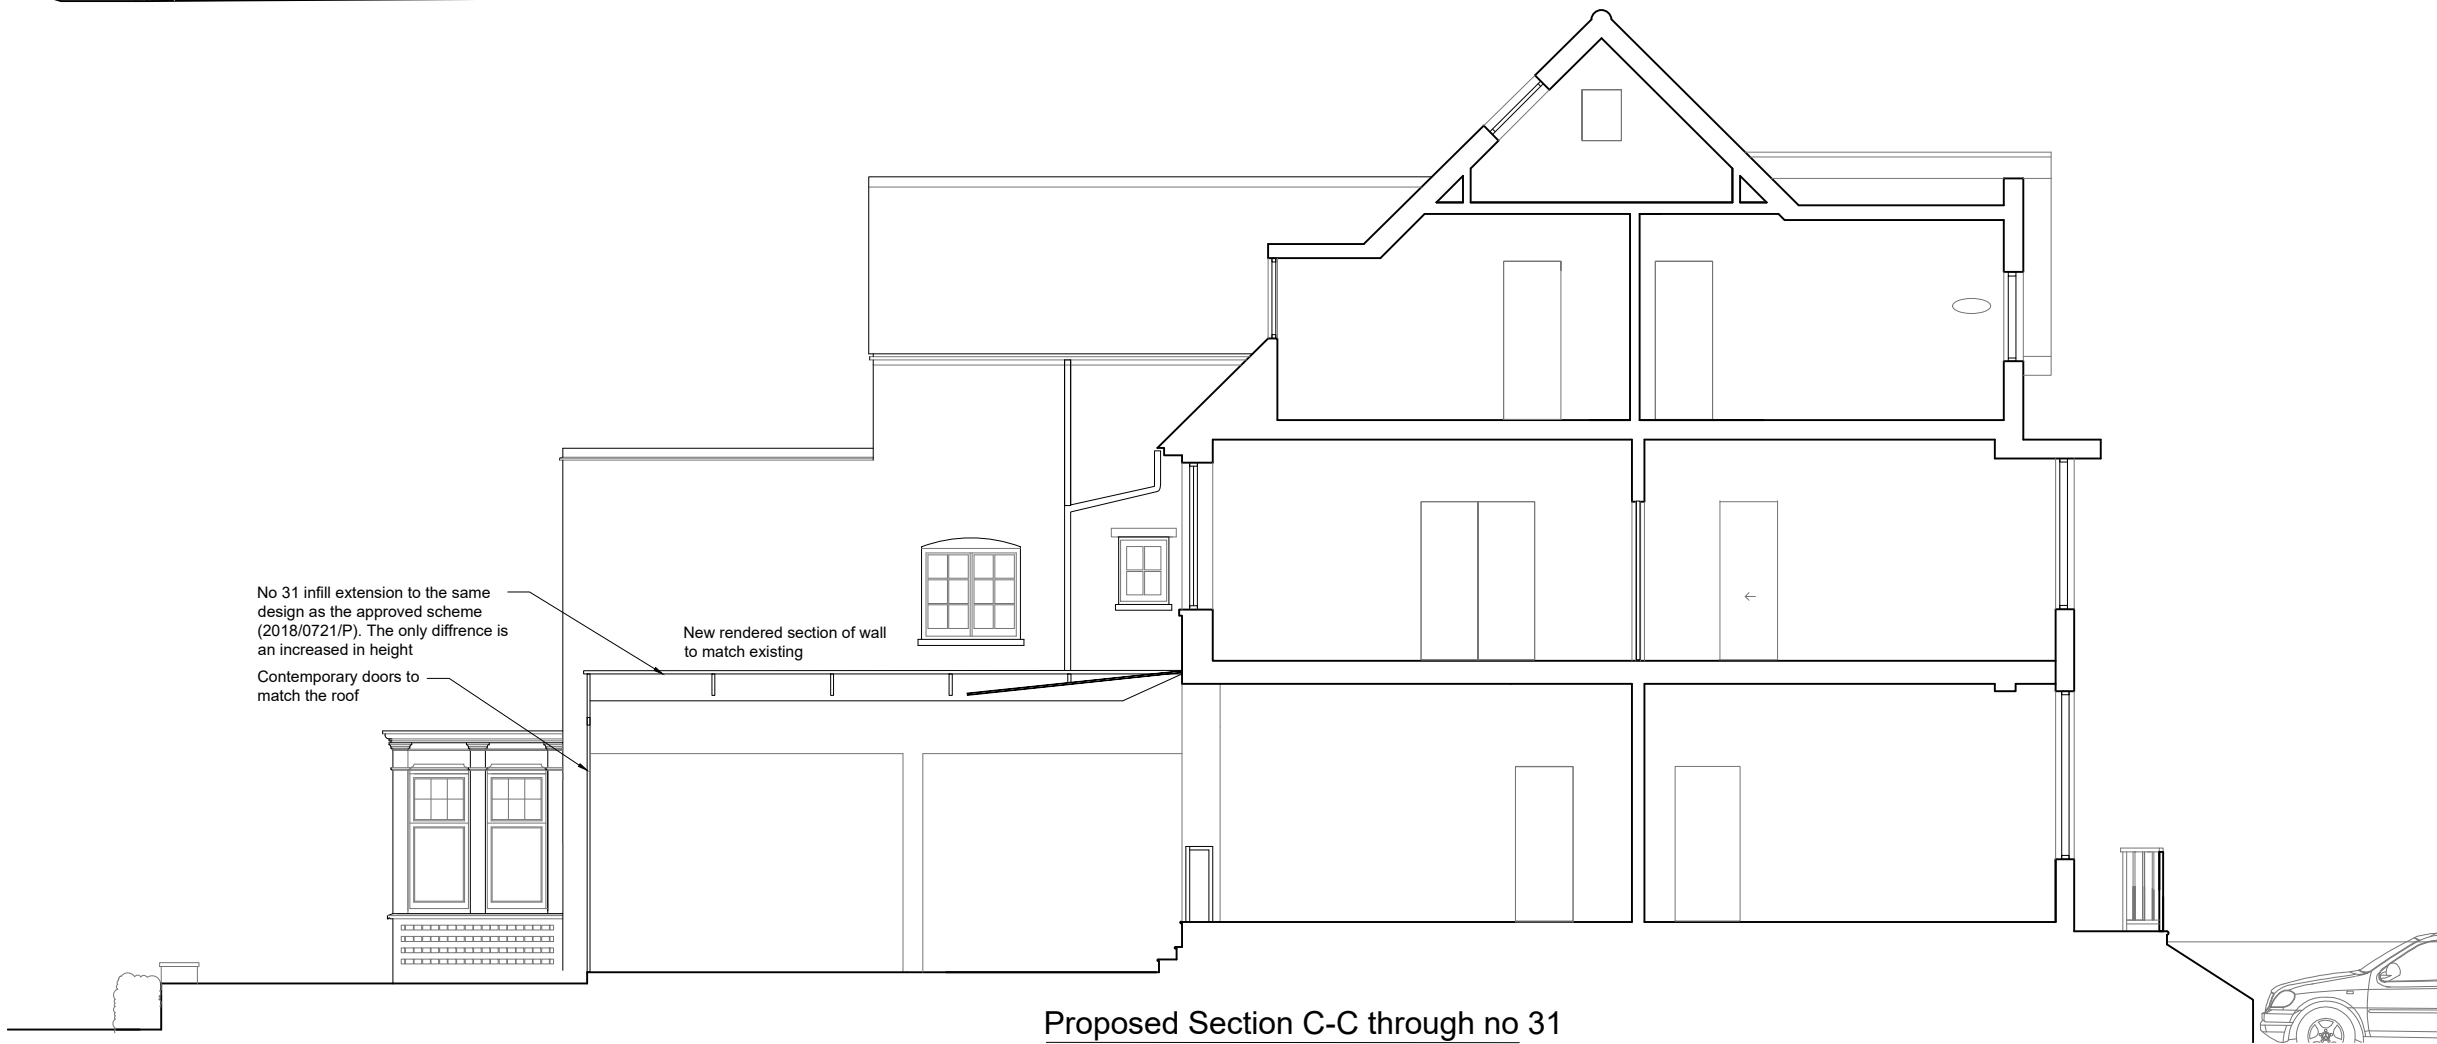 No 31 infill extension to the same
design as the approved scheme
(2018/0721/P). The only diffrence is
an increased in height
Contemporary doors to
match the roof
New rendered section of wall
to match existing
Proposed Section C-C through no 31